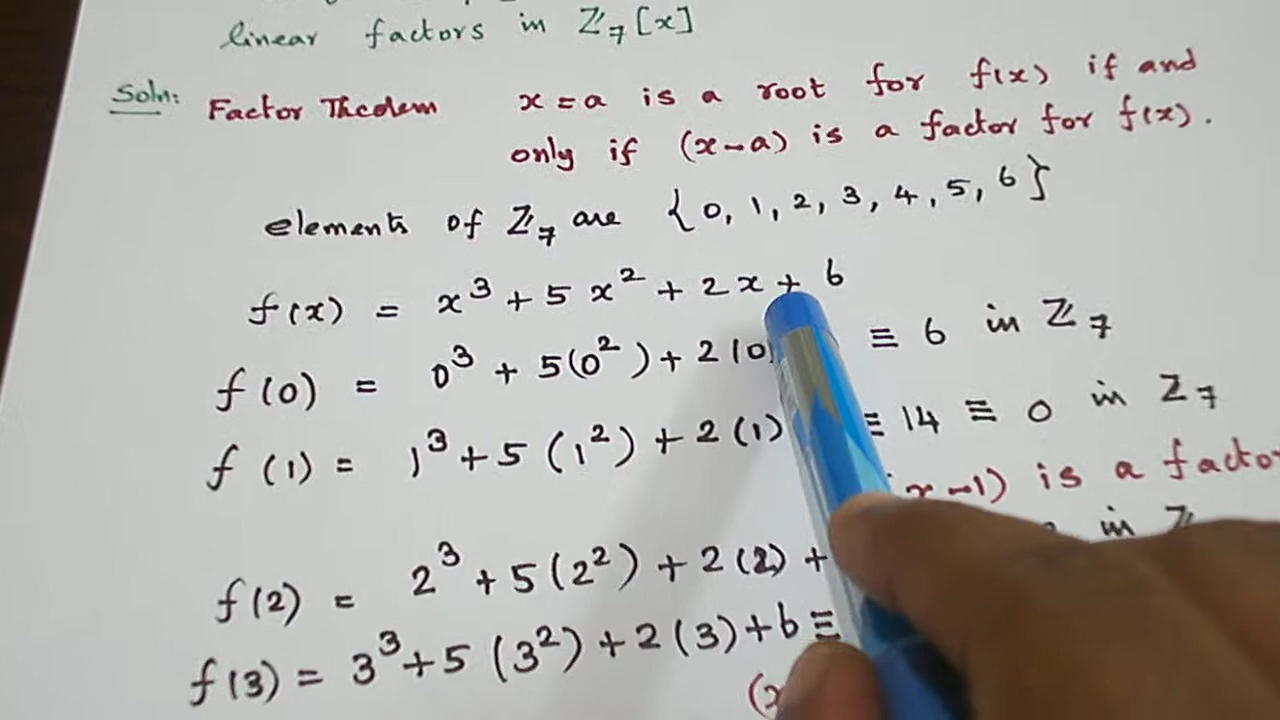 linear factors in ℤ₇[x]
Soln: Factor Theorem x = a is a root for f(x) if and
only if (x-a) is a factor for f(x).
elements of ℤ₇ are {0, 1, 2, 3, 4, 5, 6}
f(x) = x³ + 5x² + 2x + 6
f(0) = 0³ + 5(0²) + 2(0) ≡ 6 in ℤ₇
f(1) = 1³ + 5(1²) + 2(1) ≡ 14 ≡ 0 in ℤ₇
(x-1) is a facto
in ℤ
f(2) = 2³ + 5(2²) + 2(2) +
f(3) = 3³ + 5(3²) + 2(3) + 6 ≡
(x